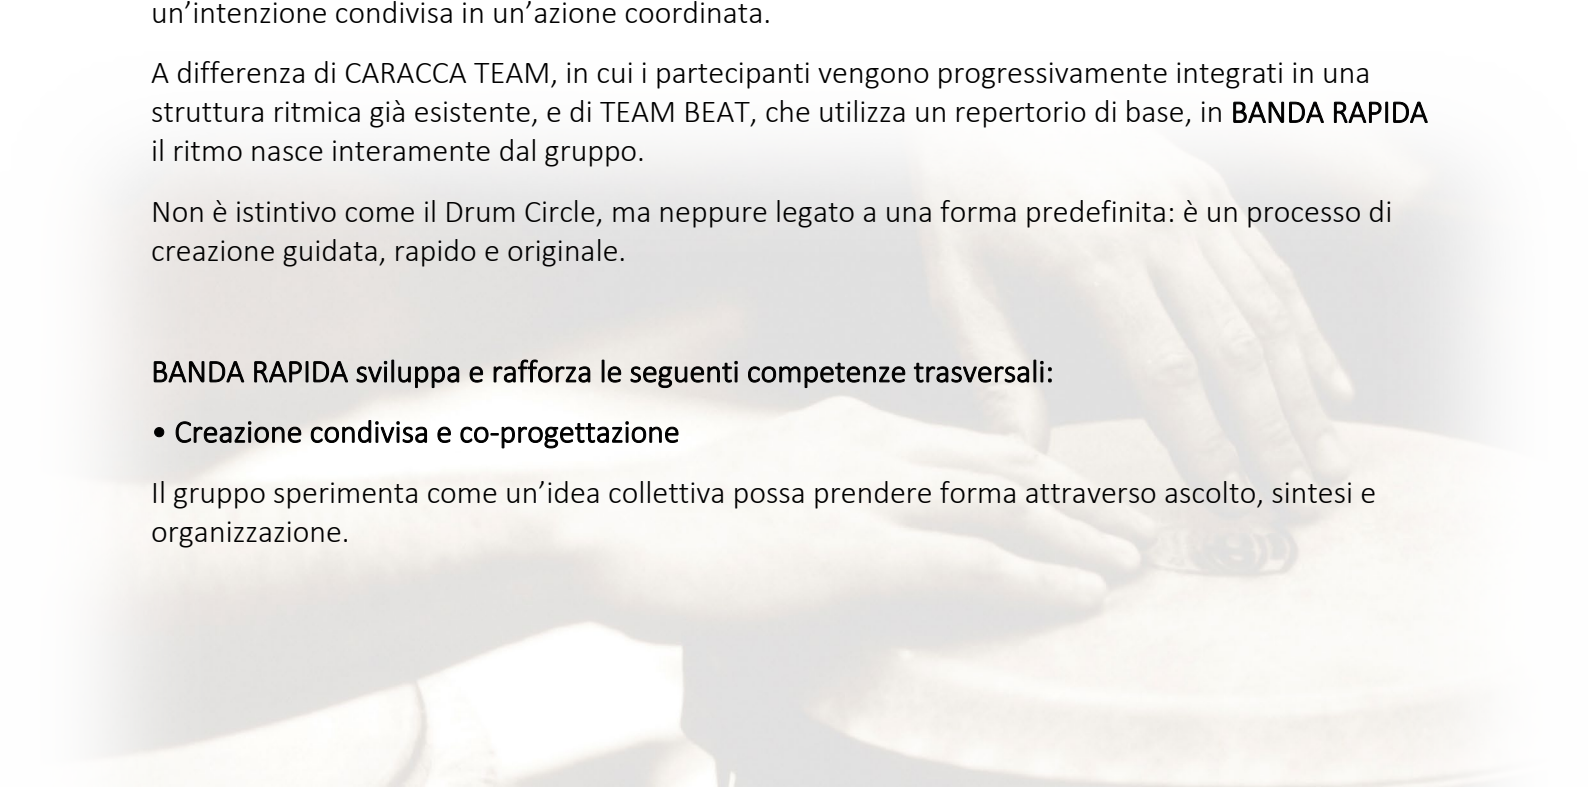 un’intenzione condivisa in un’azione coordinata.
A differenza di CARACCA TEAM, in cui i partecipanti vengono progressivamente integrati in una
struttura ritmica già esistente, e di TEAM BEAT, che utilizza un repertorio di base, in BANDA RAPIDA
il ritmo nasce interamente dal gruppo.
Non è istintivo come il Drum Circle, ma neppure legato a una forma predefinita: è un processo di
creazione guidata, rapido e originale.
BANDA RAPIDA sviluppa e rafforza le seguenti competenze trasversali:
• Creazione condivisa e co-progettazione
Il gruppo sperimenta come un’idea collettiva possa prendere forma attraverso ascolto, sintesi e
organizzazione.